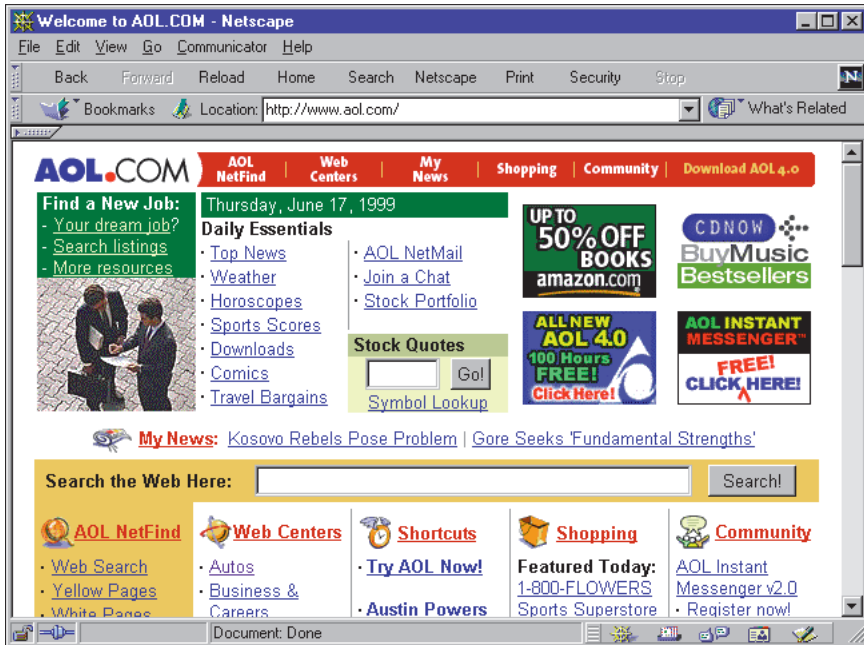 Welcome to AOL.COM - Netscape
File Edit View Go Communicator Help
Back Forward Reload Home Search Netscape Print Security Stop
N
Bookmarks Location: http://www.aol.com/ What's Related
AOL.COM
AOL NetFind | Web Centers | My News | Shopping | Community | Download AOL 4.0
Find a New Job:
- Your dream job?
- Search listings
- More resources
Thursday, June 17, 1999
Daily Essentials
· Top News
· Weather
· Horoscopes
· Sports Scores
· Downloads
· Comics
· Travel Bargains
· AOL NetMail
· Join a Chat
· Stock Portfolio
Stock Quotes
Go!
Symbol Lookup
UP TO
50% OFF
BOOKS
amazon.com
CDNOW
BuyMusic
Bestsellers
ALL NEW
AOL 4.0
100 Hours
FREE!
Click Here!
AOL INSTANT
MESSENGER™
FREE!
CLICK HERE!
My News: Kosovo Rebels Pose Problem | Gore Seeks 'Fundamental Strengths'
Search the Web Here: Search!
AOL NetFind
· Web Search
· Yellow Pages
· White Pages
Web Centers
· Autos
· Business &
Careers
Shortcuts
· Try AOL Now!
· Austin Powers
Shopping
Featured Today:
1-800-FLOWERS
Sports Superstore
Community
AOL Instant
Messenger v2.0
· Register now!
Document: Done